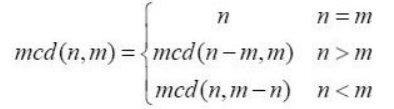 n n = m
mcd(n,m) = { mcd(n−m,m) n > m
mcd(n,m−n) n < m